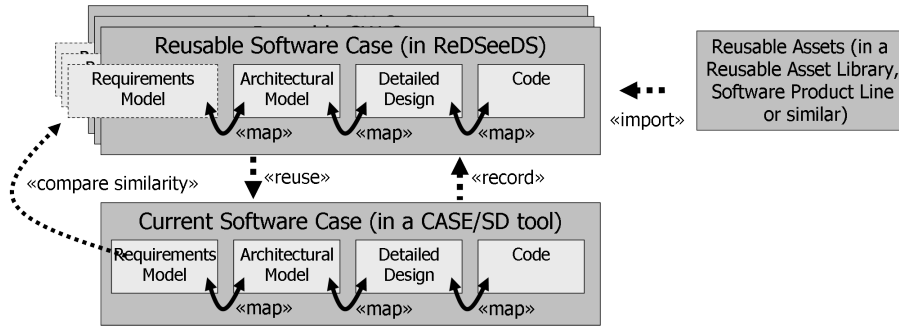 Reusable Software Case (in ReDSeeDS)
Requirements
Model
Architectural
Model
Detailed
Design
Code
«map»
«map»
«map»
Reusable Assets (in a
Reusable Asset Library,
Software Product Line
or similar)
«import»
«compare similarity»
«reuse»
«record»
Current Software Case (in a CASE/SD tool)
Requirements
Model
Architectural
Model
Detailed
Design
Code
«map»
«map»
«map»